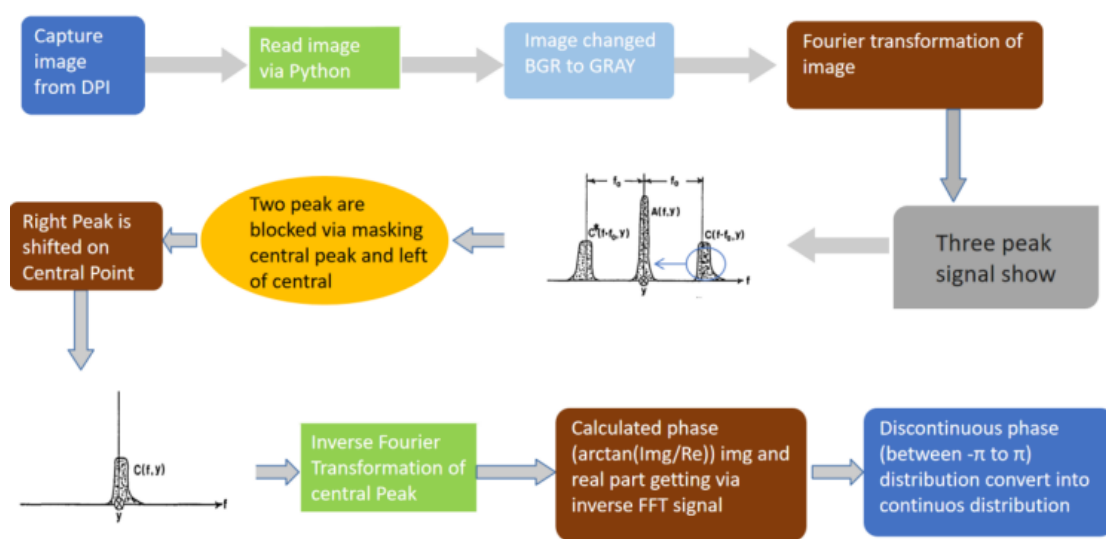 Capture
image
from DPI
Read image
via Python
Image changed
BGR to GRAY
Fourier transformation of
image
Three peak
signal show
f₀
f₀
A(f,y)
C*(f-f₀,y)
C(f-f₀,y)
f
y
Two peak are
blocked via masking
central peak and left
of central
Right Peak is
shifted on
Central Point
C(f,y)
f
y
Inverse Fourier
Transformation of
central Peak
Calculated phase
(arctan(Img/Re)) img and
real part getting via
inverse FFT signal
Discontinuous phase
(between -π to π)
distribution convert into
continuos distribution